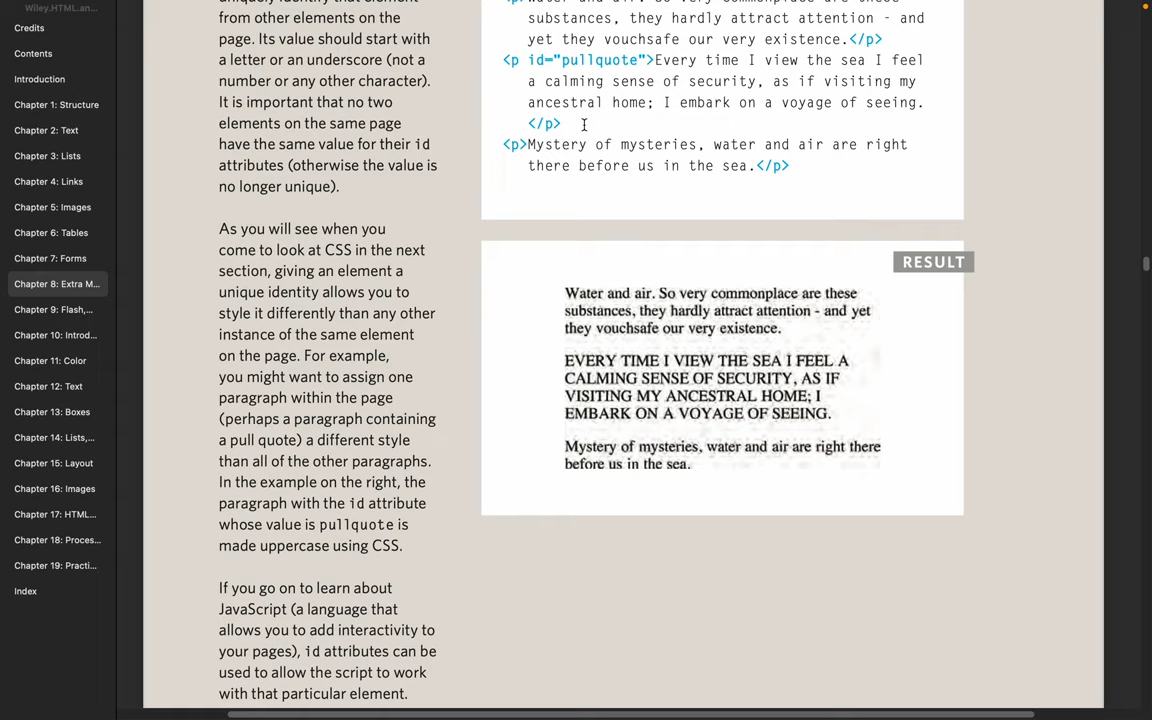 Wiley.HTML.an...
Credits
Contents
Introduction
Chapter 1: Structure
Chapter 2: Text
Chapter 3: Lists
Chapter 4: Links
Chapter 5: Images
Chapter 6: Tables
Chapter 7: Forms
Chapter 8: Extra M...
Chapter 9: Flash,...
Chapter 10: Introd...
Chapter 11: Color
Chapter 12: Text
Chapter 13: Boxes
Chapter 14: Lists,...
Chapter 15: Layout
Chapter 16: Images
Chapter 17: HTML...
Chapter 18: Proces...
Chapter 19: Practi...
Index
uniquely identify that element
from other elements on the
page. Its value should start with
a letter or an underscore (not a
number or any other character).
It is important that no two
elements on the same page
have the same value for their id
attributes (otherwise the value is
no longer unique).
As you will see when you
come to look at CSS in the next
section, giving an element a
unique identity allows you to
style it differently than any other
instance of the same element
on the page. For example,
you might want to assign one
paragraph within the page
(perhaps a paragraph containing
a pull quote) a different style
than all of the other paragraphs.
In the example on the right, the
paragraph with the id attribute
whose value is pullquote is
made uppercase using CSS.
If you go on to learn about
JavaScript (a language that
allows you to add interactivity to
your pages), id attributes can be
used to allow the script to work
with that particular element.
<p>Water and air. So very commonplace are these
substances, they hardly attract attention - and
yet they vouchsafe our very existence.</p>
<p id="pullquote">Every time I view the sea I feel
a calming sense of security, as if visiting my
ancestral home; I embark on a voyage of seeing.
</p>
<p>Mystery of mysteries, water and air are right
there before us in the sea.</p>
RESULT
Water and air. So very commonplace are these
substances, they hardly attract attention - and yet
they vouchsafe our very existence.
EVERY TIME I VIEW THE SEA I FEEL A
CALMING SENSE OF SECURITY, AS IF
VISITING MY ANCESTRAL HOME; I
EMBARK ON A VOYAGE OF SEEING.
Mystery of mysteries, water and air are right there
before us in the sea.